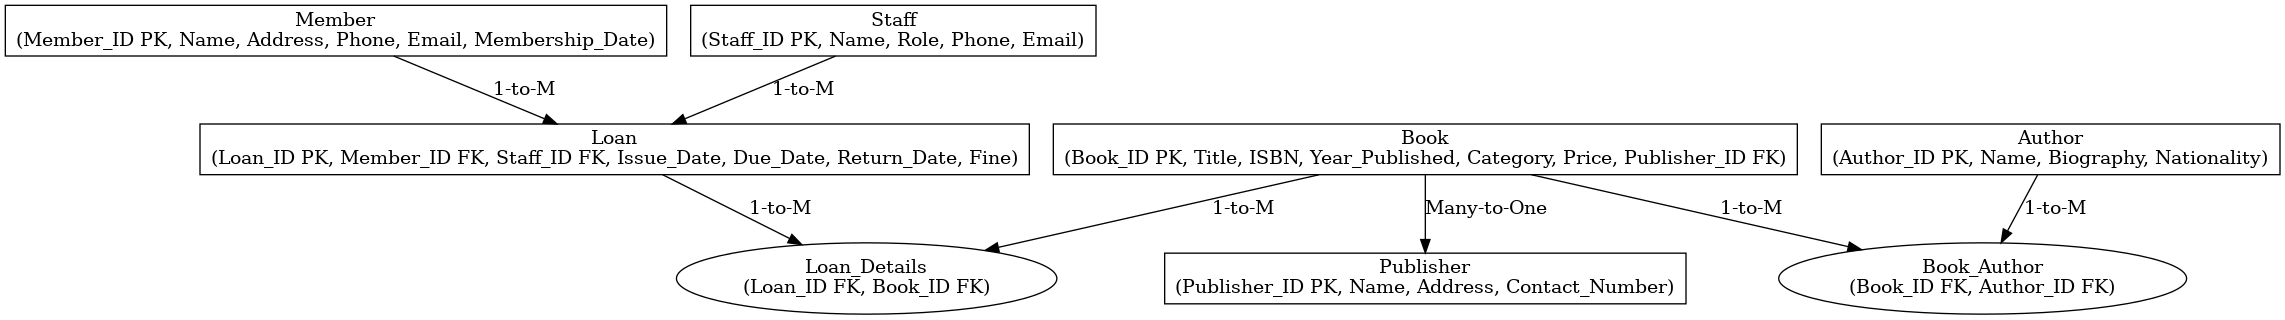 Member
(Member_ID PK, Name, Address, Phone, Email, Membership_Date)
Staff
(Staff_ID PK, Name, Role, Phone, Email)
1-to-M
1-to-M
Loan
(Loan_ID PK, Member_ID FK, Staff_ID FK, Issue_Date, Due_Date, Return_Date, Fine)
Book
(Book_ID PK, Title, ISBN, Year_Published, Category, Price, Publisher_ID FK)
Author
(Author_ID PK, Name, Biography, Nationality)
1-to-M
1-to-M
Many-to-One
1-to-M
1-to-M
Loan_Details
(Loan_ID FK, Book_ID FK)
Publisher
(Publisher_ID PK, Name, Address, Contact_Number)
Book_Author
(Book_ID FK, Author_ID FK)